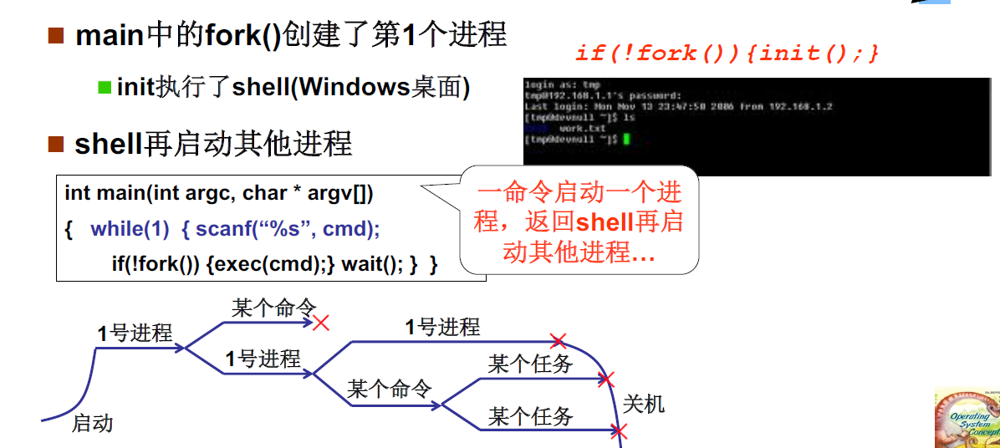 main中的fork()创建了第1个进程
if(!fork()){init();}
init执行了shell(Windows桌面)
login as: tmp
tmp@192.168.1.1's password:
Last login: Mon Nov 13 23:47:50 2006 from 192.168.1.2
[tmp@devnull ~]$ ls
work.txt
[tmp@devnull ~]$
shell再启动其他进程
int main(int argc, char * argv[])
{ while(1) { scanf(“%s”, cmd);
if(!fork()) {exec(cmd);} wait(); } }
一命令启动一个进
程，返回shell再启
动其他进程…
某个命令
1号进程
1号进程
1号进程
某个任务
某个命令
某个任务
关机
启动
Operating
System
Concepts